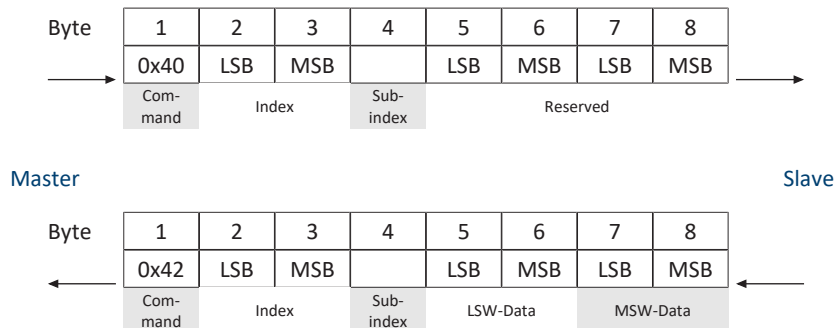 Byte 1 2 3 4 5 6 7 8
0x40 LSB MSB LSB MSB LSB MSB
Com-
mand Index Sub-
index Reserved
Master Slave
Byte 1 2 3 4 5 6 7 8
0x42 LSB MSB LSB MSB LSB MSB
Com-
mand Index Sub-
index LSW-Data MSW-Data